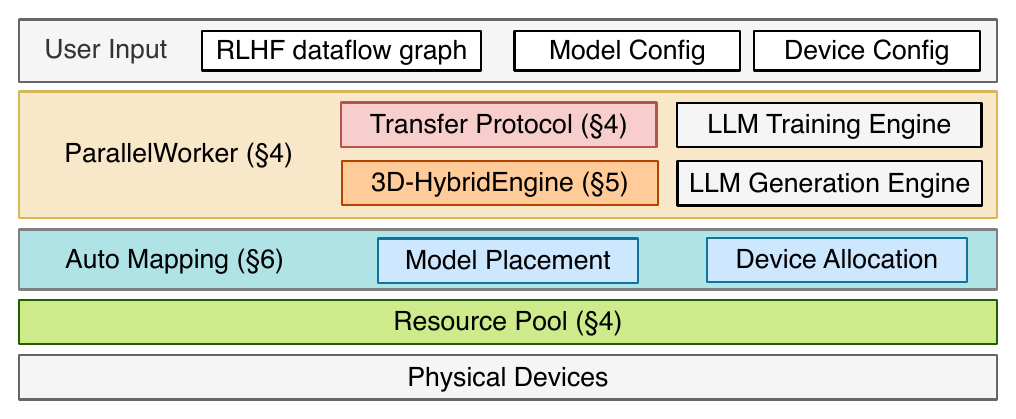 User Input
RLHF dataflow graph
Model Config
Device Config
ParallelWorker (§4)
Transfer Protocol (§4)
LLM Training Engine
3D-HybridEngine (§5)
LLM Generation Engine
Auto Mapping (§6)
Model Placement
Device Allocation
Resource Pool (§4)
Physical Devices